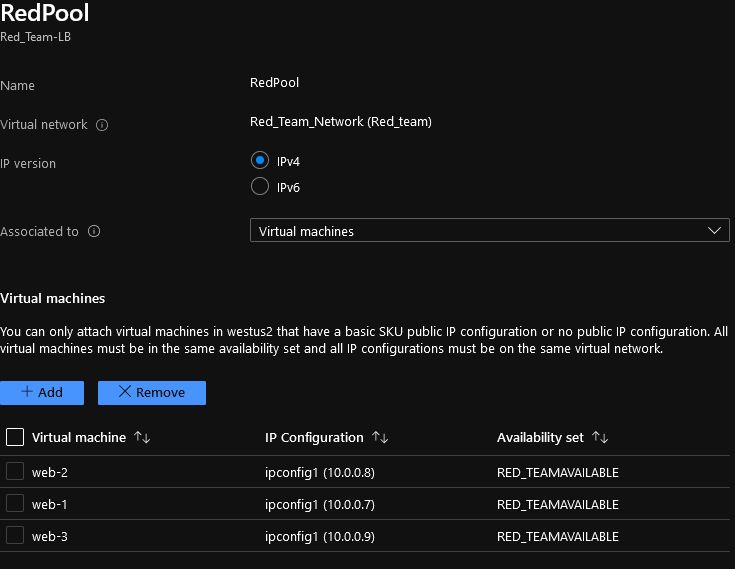 RedPool
Red_Team-LB
Name RedPool
Virtual network Red_Team_Network (Red_team)
IP version IPv4
IPv6
Associated to Virtual machines
Virtual machines
You can only attach virtual machines in westus2 that have a basic SKU public IP configuration or no public IP configuration. All
virtual machines must be in the same availability set and all IP configurations must be on the same virtual network.
+ Add Remove
Virtual machine ↑↓ IP Configuration ↑↓ Availability set ↑↓
web-2 ipconfig1 (10.0.0.8) RED_TEAMAVAILABLE
web-1 ipconfig1 (10.0.0.7) RED_TEAMAVAILABLE
web-3 ipconfig1 (10.0.0.9) RED_TEAMAVAILABLE